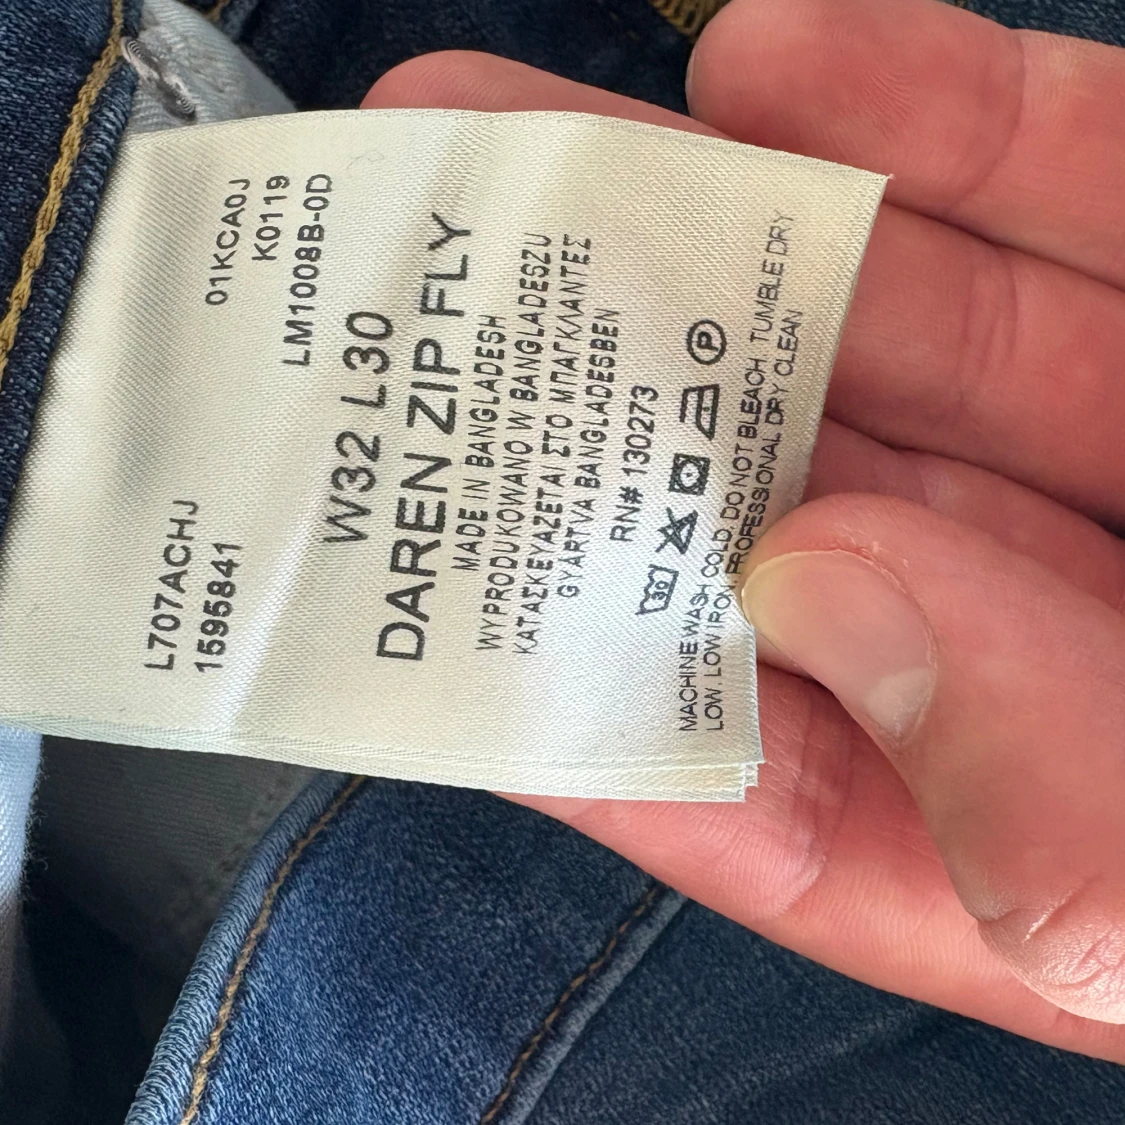 L707ACHJ 01KCA0J
1595841 K0119
LM1008B-0D
W32 L30
DAREN ZIP FLY
MADE IN BANGLADESH
WYPRODUKOWANO W BANGLADESZU
ΚΑΤΑΣΚΕΥΑΖΕΤΑΙ ΣΤΟ ΜΠΑΓΚΛΑΝΤΕΣ
GYÁRTVA BANGLADESBEN
RN# 130273
30 P
MACHINE WASH COLD, DO NOT BLEACH, TUMBLE DRY
LOW, LOW IRON, PROFESSIONAL DRY CLEAN